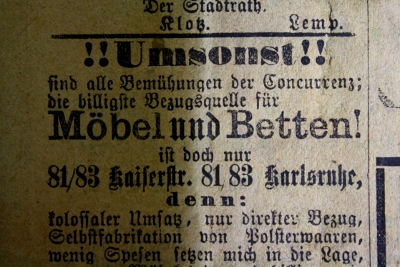 Der Stadtrath.
Klotz. Lemp.
!!Umsonst!!
sind alle Bemühungen der Concurrenz;
die billigste Bezugsquelle für
Möbel und Betten!
ist doch nur
81/83 Kaiserstr. 81/83 Karlsruhe,
denn:
kolossaler Umsatz, nur direkter Bezug,
Selbstfabrikation von Polsterwaaren,
wenig Spesen setzen mich in die Lage,